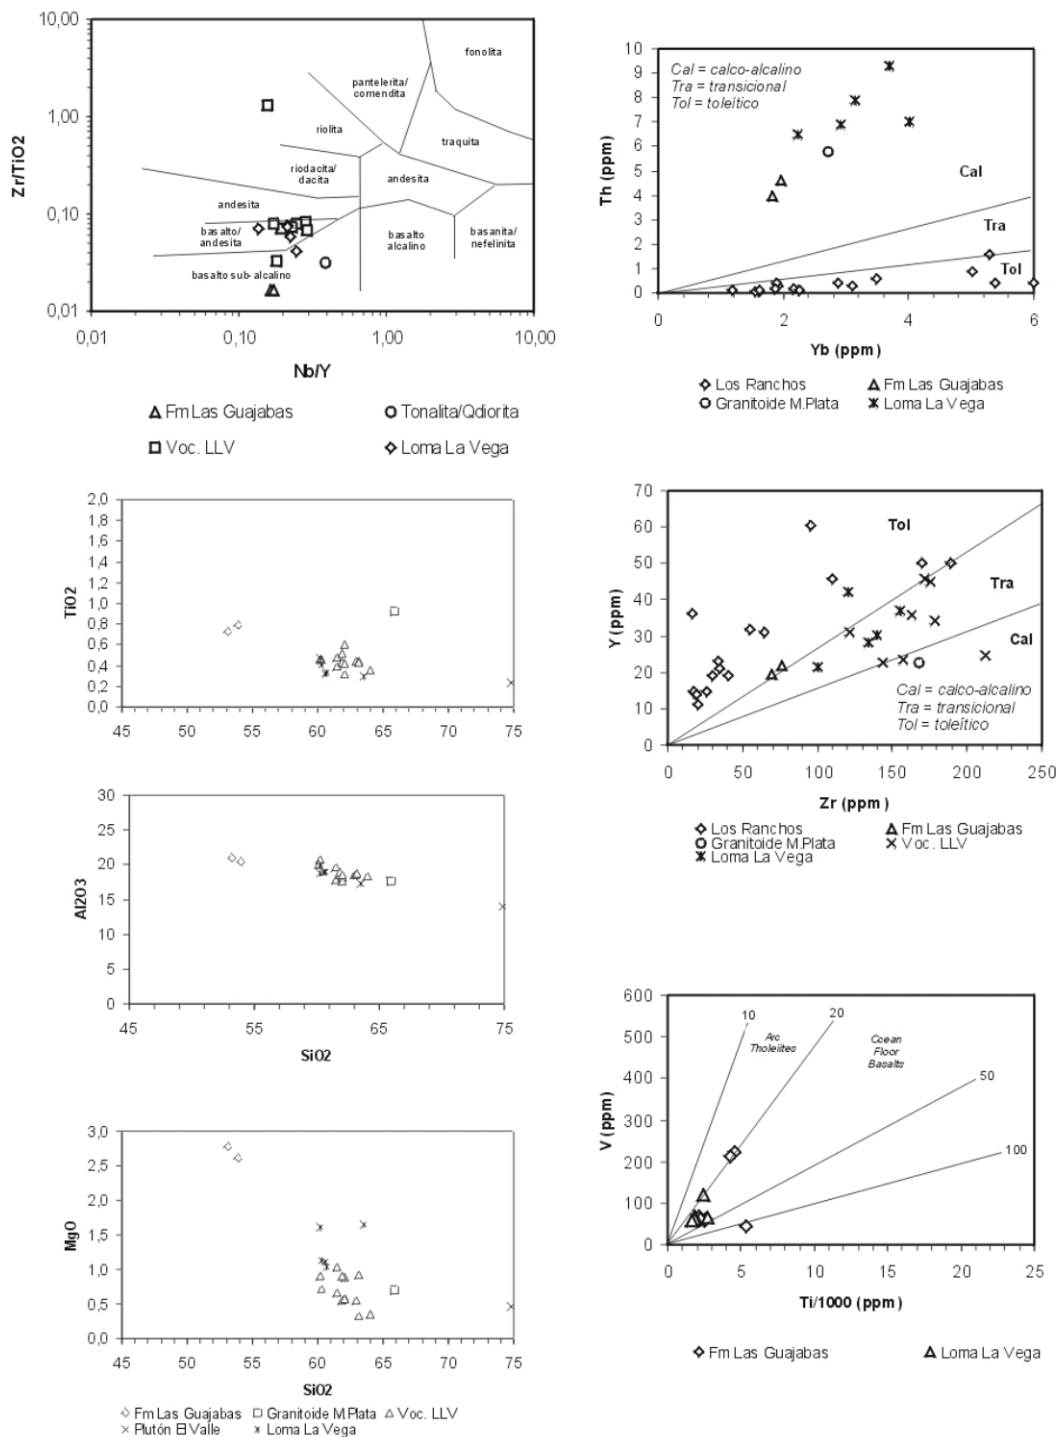 10,00
1,00
0,10
0,01
Zr/TiO2
0,01
0,10
1,00
10,00
Nb/Y
fonolita
pantelerita/
comendita
riolita
traquita
riodacita/
dacita
andesita
andesita
basalto/
andesita
basalto
alcalino
basanita/
nefelinita
basalto sub-alcalino
Fm Las Guajabas
Tonalita/Qdiorita
Voc. LLV
Loma La Vega
10
9
8
7
6
5
4
3
2
1
0
Th (ppm)
Cal = calco-alcalino
Tra = transicional
Tol = toleítico
Cal
Tra
Tol
0
2
4
6
Yb (ppm)
Los Ranchos
Fm Las Guajabas
Granitoide M.Plata
Loma La Vega
2,0
1,8
1,6
1,4
1,2
1,0
0,8
0,6
0,4
0,2
0,0
TiO2
45
50
55
60
65
70
75
70
60
50
40
30
20
10
0
Y (ppm)
Tol
Tra
Cal
Cal = calco-alcalino
Tra = transicional
Tol = toleítico
0
50
100
150
200
250
Zr (ppm)
Los Ranchos
Fm Las Guajabas
Granitoide M.Plata
Voc. LLV
Loma La Vega
30
25
20
15
10
5
0
Al2O3
45
55
65
75
SiO2
600
500
400
300
200
100
0
V (ppm)
10
Arc
Tholeiites
20
Ocean
Floor
Basalts
50
100
0
5
10
15
20
25
Ti/1000 (ppm)
Fm Las Guajabas
Loma La Vega
3,0
2,5
2,0
1,5
1,0
0,5
0,0
MgO
45
50
55
60
65
70
75
SiO2
Fm Las Guajabas
Granitoide M.Plata
Voc. LLV
Plutón El Valle
Loma La Vega